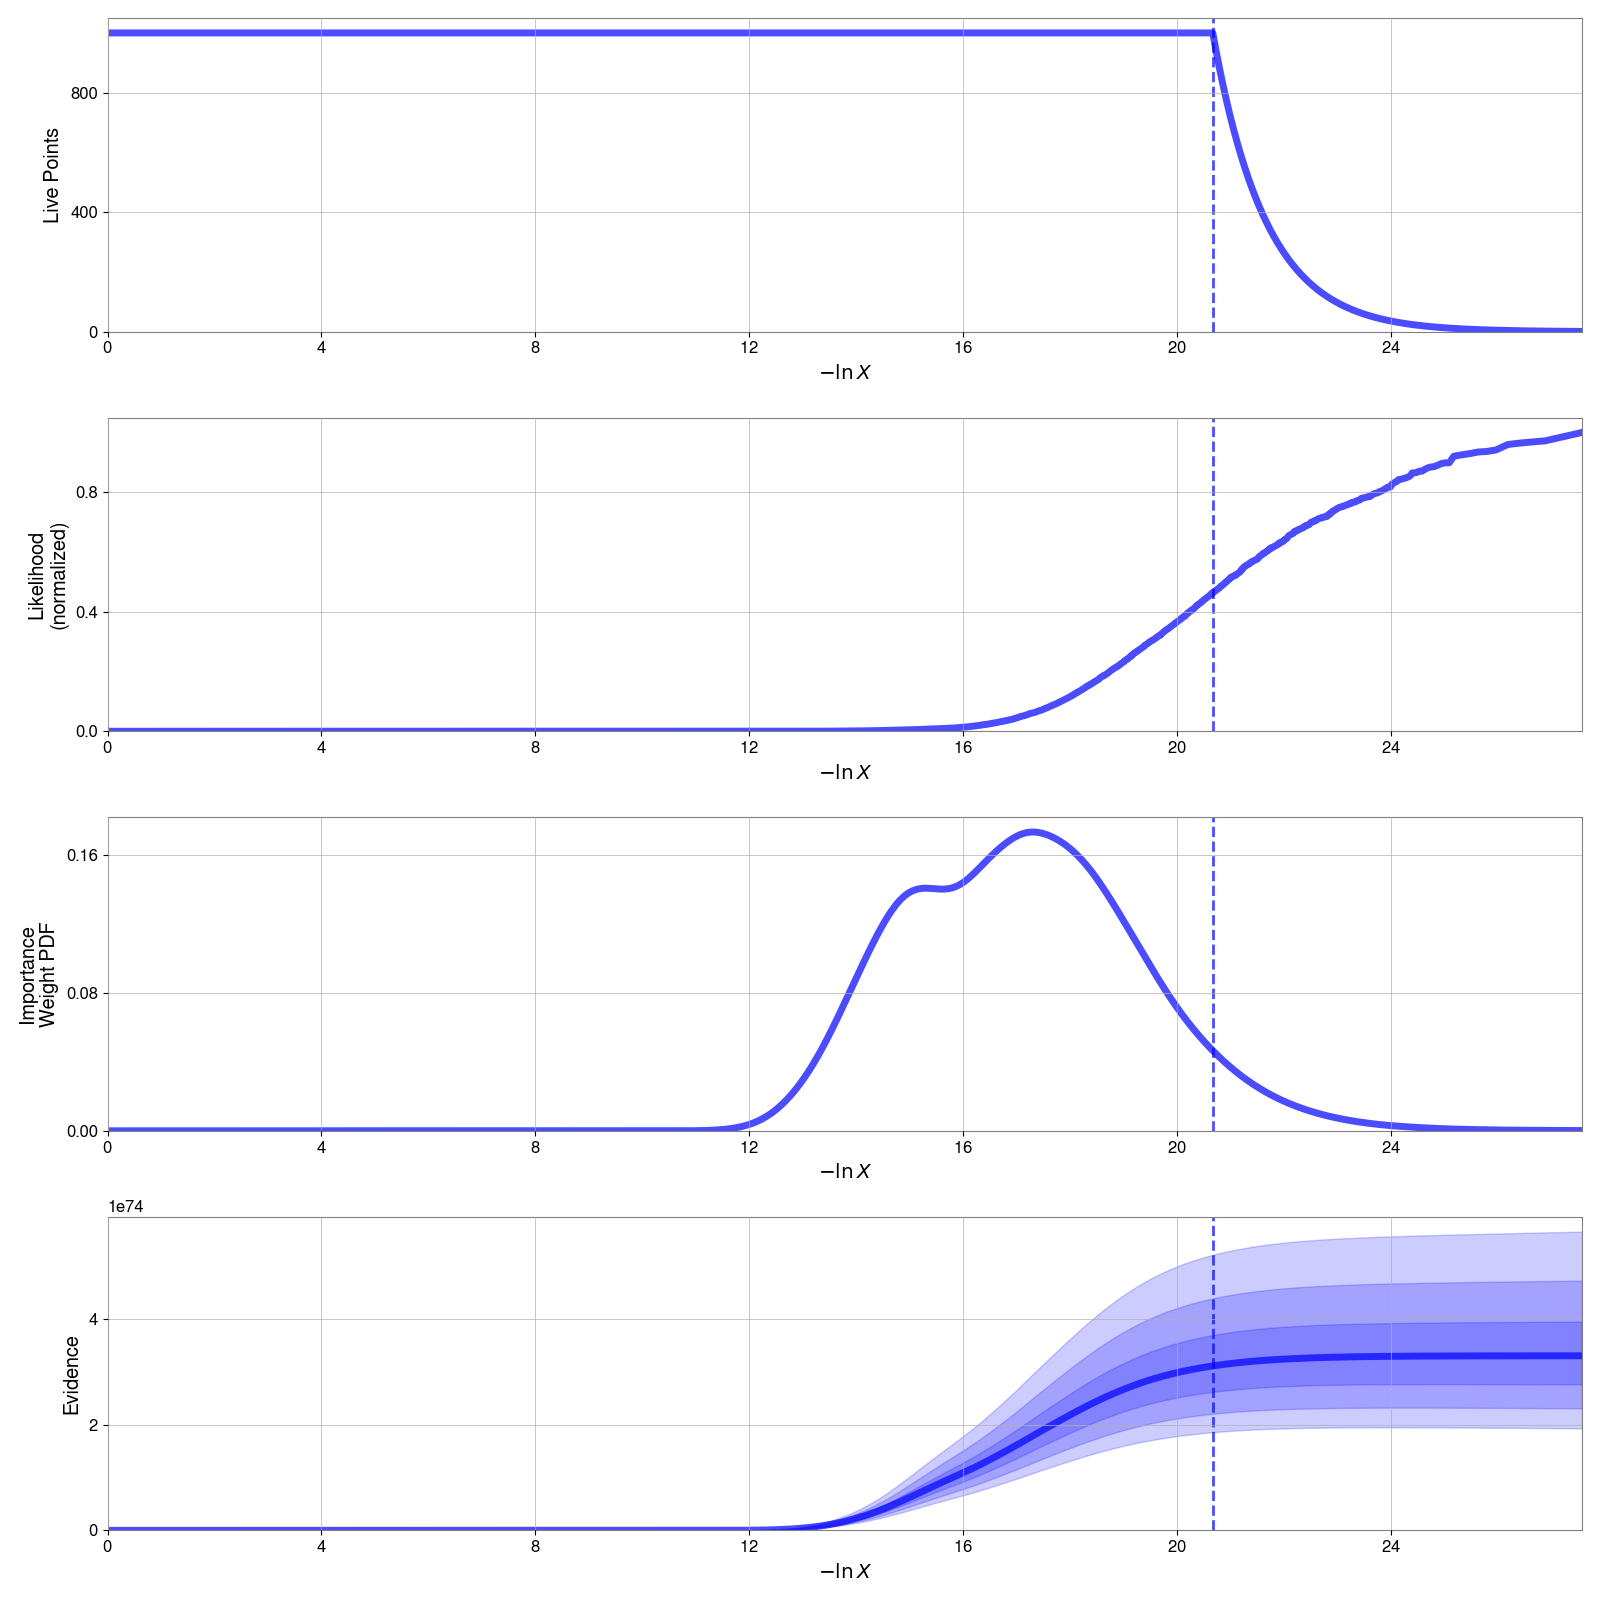 800
400
0
Live Points
0 4 8 12 16 20 24
−ln X
0.8
0.4
0.0
Likelihood
(normalized)
0 4 8 12 16 20 24
−ln X
0.16
0.08
0.00
Importance
Weight PDF
0 4 8 12 16 20 24
−ln X
1e74
4
2
0
Evidence
0 4 8 12 16 20 24
−ln X